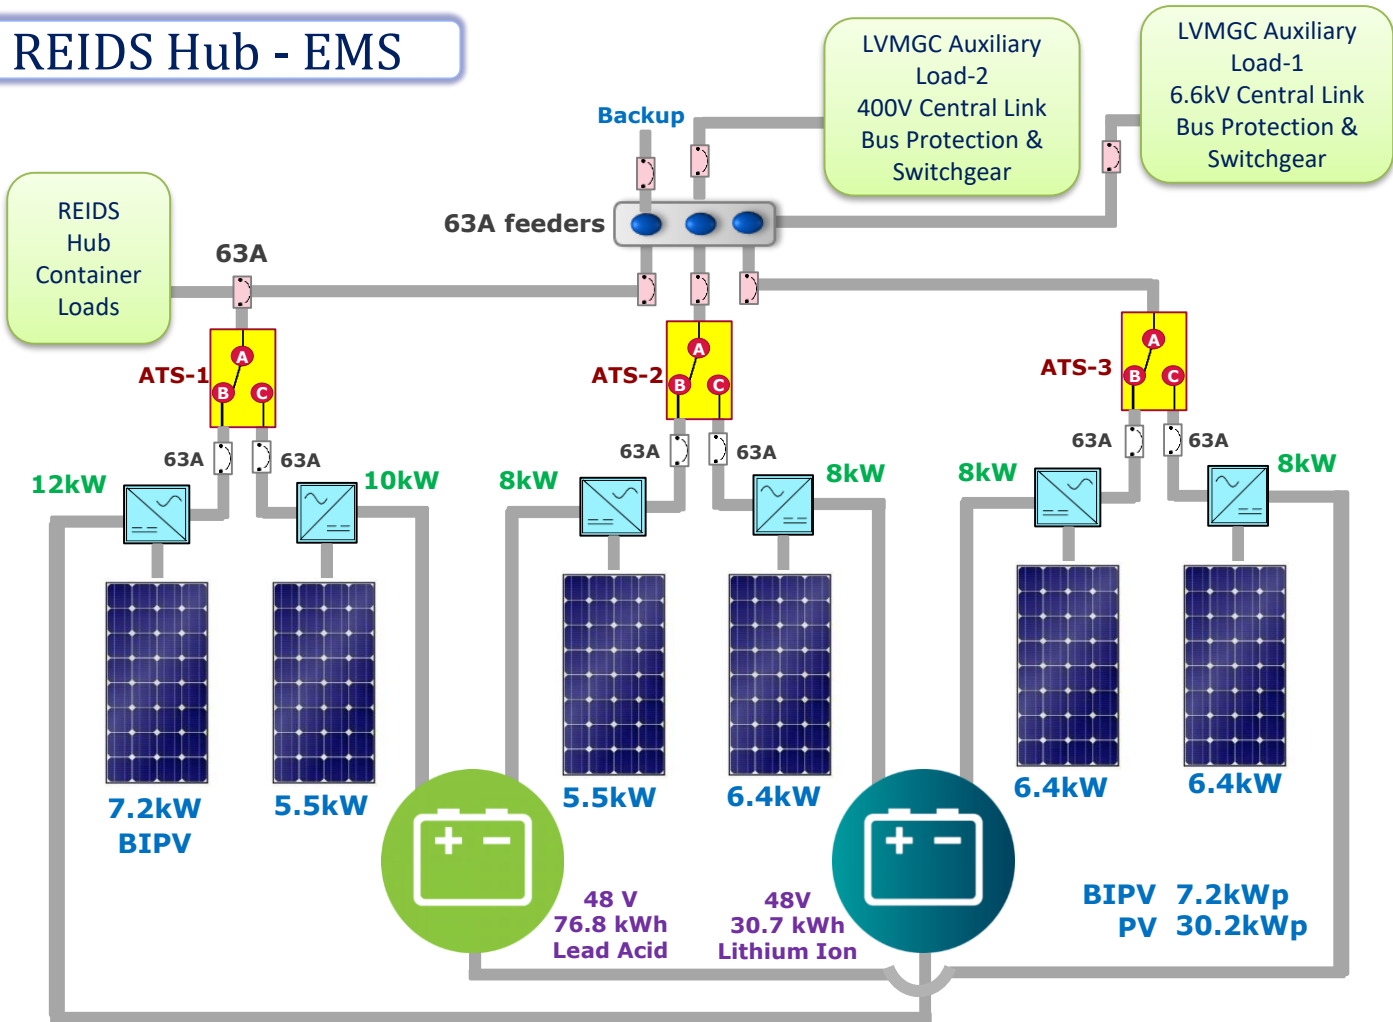 REIDS Hub - EMS
LVMGC Auxiliary
Load-2
400V Central Link
Bus Protection &
Switchgear
LVMGC Auxiliary
Load-1
6.6kV Central Link
Bus Protection &
Switchgear
Backup
REIDS
Hub
Container
Loads
63A feeders
63A
ATS-1
A
B
C
ATS-2
A
B
C
ATS-3
A
B
C
63A
63A
63A
63A
63A
63A
12kW
10kW
8kW
8kW
8kW
8kW
7.2kW
BIPV
5.5kW
5.5kW
6.4kW
6.4kW
6.4kW
48 V
76.8 kWh
Lead Acid
48V
30.7 kWh
Lithium Ion
BIPV 7.2kWp
PV 30.2kWp